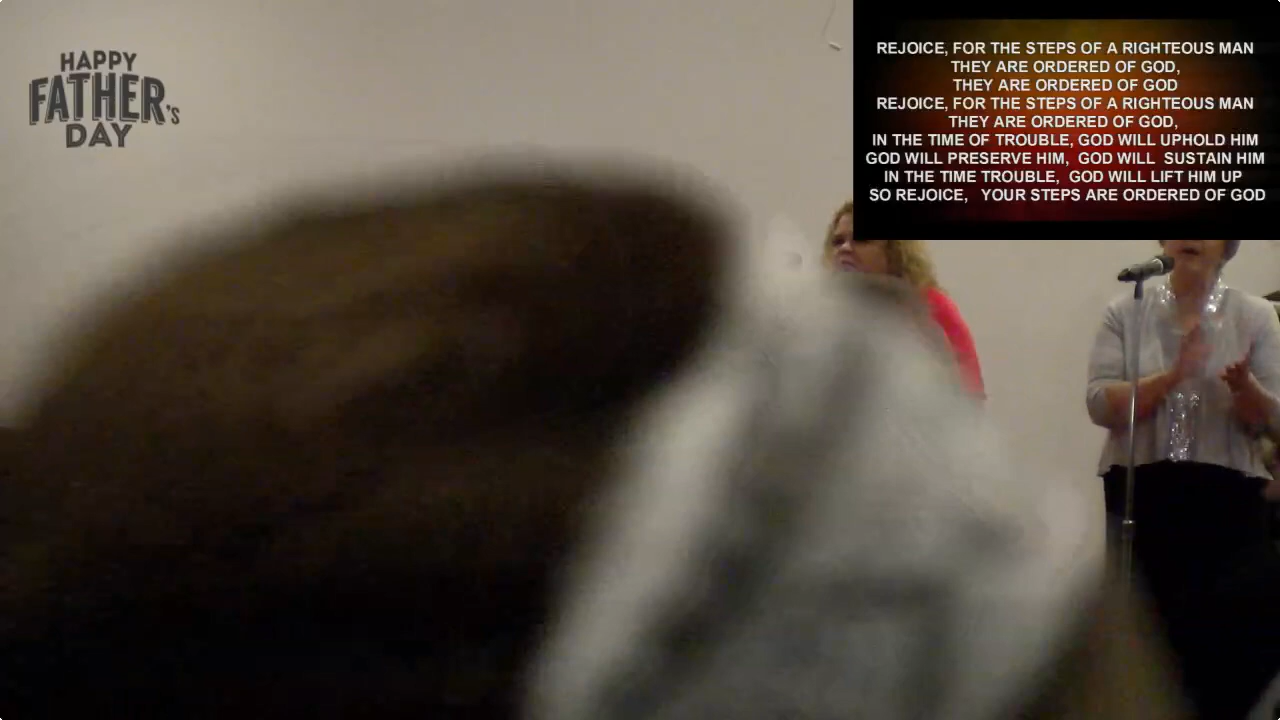 HAPPY
FATHER'S
DAY
REJOICE, FOR THE STEPS OF A RIGHTEOUS MAN
THEY ARE ORDERED OF GOD,
THEY ARE ORDERED OF GOD
REJOICE, FOR THE STEPS OF A RIGHTEOUS MAN
THEY ARE ORDERED OF GOD,
IN THE TIME OF TROUBLE, GOD WILL UPHOLD HIM
GOD WILL PRESERVE HIM, GOD WILL SUSTAIN HIM
IN THE TIME TROUBLE, GOD WILL LIFT HIM UP
SO REJOICE, YOUR STEPS ARE ORDERED OF GOD